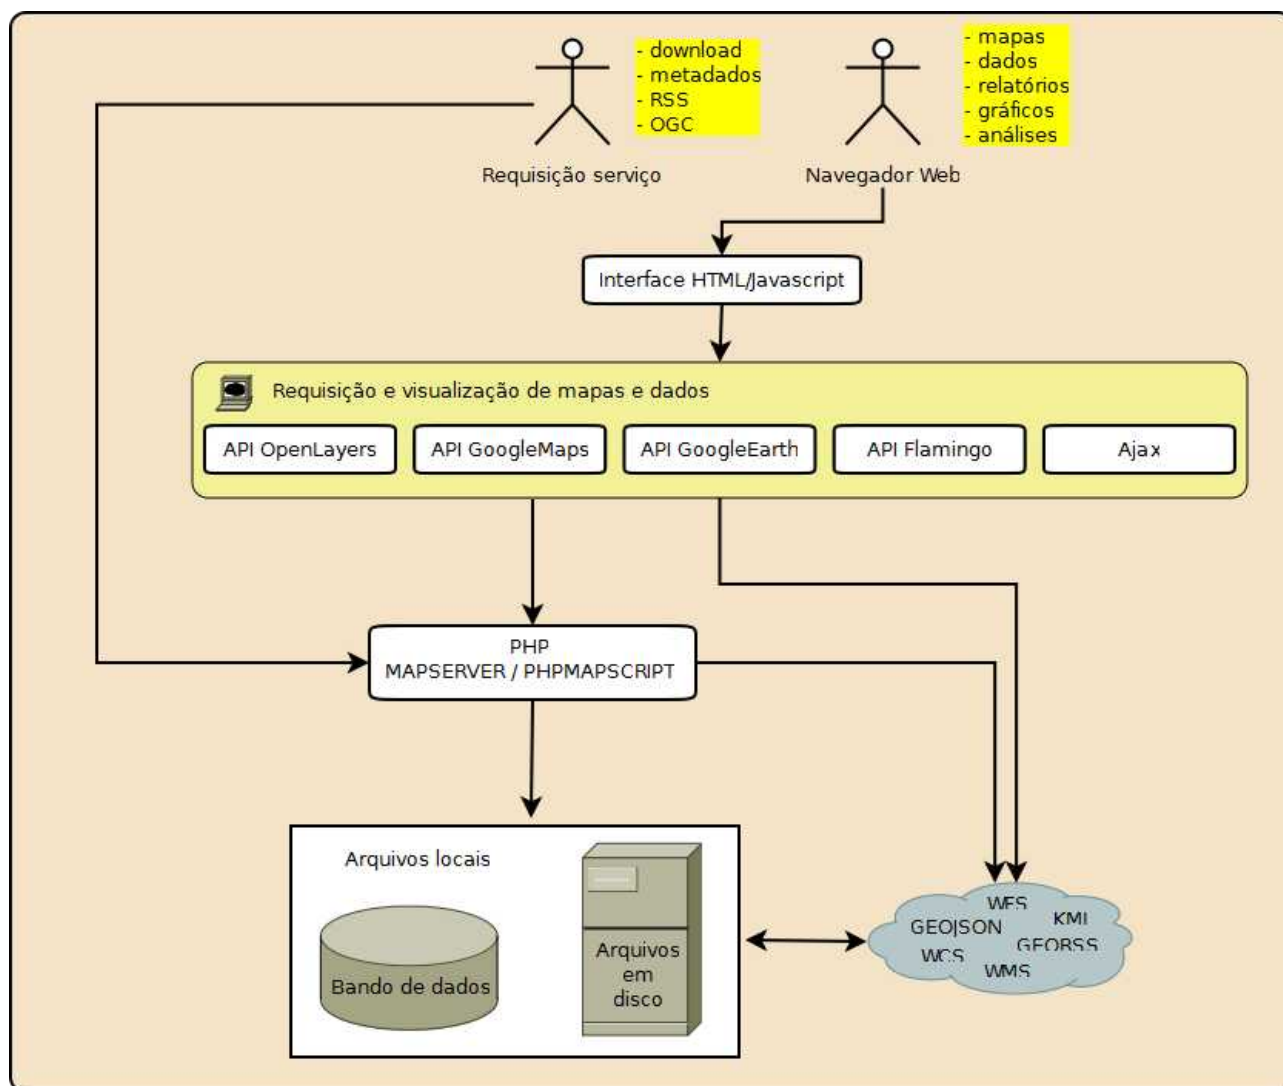 - download
- metadados
- RSS
- OGC
Requisição serviço
- mapas
- dados
- relatórios
- gráficos
- análises
Navegador Web
Interface HTML/Javascript
Requisição e visualização de mapas e dados
API OpenLayers
API GoogleMaps
API GoogleEarth
API Flamingo
Ajax
PHP
MAPSERVER / PHPMAPSCRIPT
Arquivos locais
Bando de dados
Arquivos
em
disco
WFS
GEOJSON
KML
GEORSS
WCS
WMS